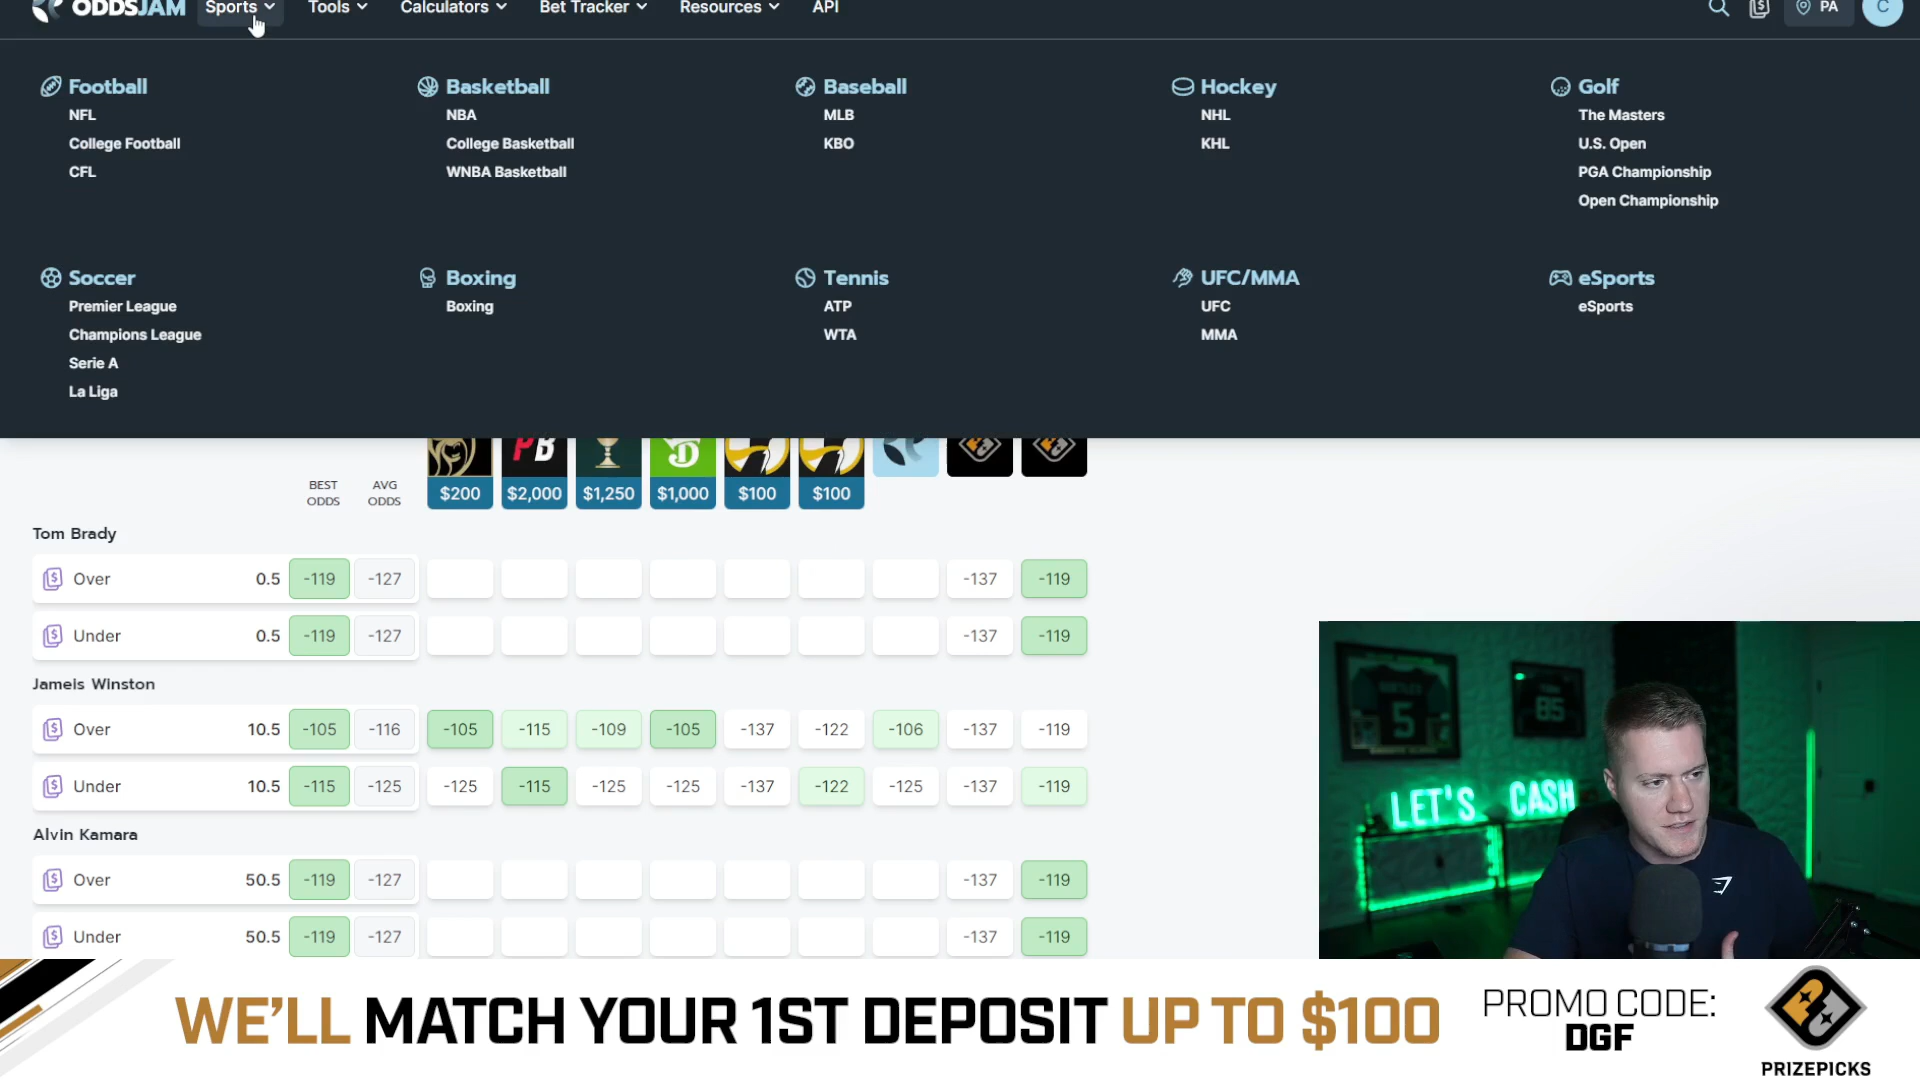 ODDSJAM Sports Tools Calculators Bet Tracker Resources API PA C
Football Basketball Baseball Hockey Golf
NFL NBA MLB NHL The Masters
College Football College Basketball KBO KHL U.S. Open
CFL WNBA Basketball PGA Championship
Open Championship
Soccer Boxing Tennis UFC/MMA eSports
Premier League Boxing ATP UFC eSports
Champions League WTA MMA
Serie A
La Liga
PB
BEST ODDS AVG ODDS $200 $2,000 $1,250 $1,000 $100 $100
Tom Brady
Over 0.5 -119 -127 -137 -119
Under 0.5 -119 -127 -137 -119
Jameis Winston
Over 10.5 -105 -116 -105 -115 -109 -105 -137 -122 -106 -137 -119
Under 10.5 -115 -125 -125 -115 -125 -125 -137 -122 -125 -137 -119
Alvin Kamara
Over 50.5 -119 -127 -137 -119
Under 50.5 -119 -127 -137 -119
5
85
LET'S CASH
WE'LL MATCH YOUR 1ST DEPOSIT UP TO $100
PROMO CODE:
DGF
PRIZEPICKS